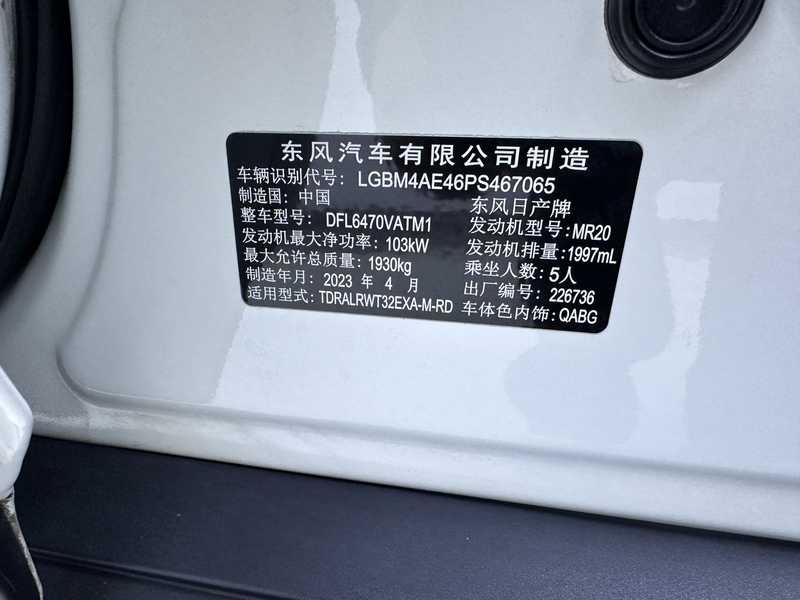 东风汽车有限公司制造
车辆识别代号: LGBM4AE46PS467065
制造国: 中国 东风日产牌
整车型号: DFL6470VATM1 发动机型号: MR20
发动机最大净功率: 103kW 发动机排量: 1997mL
最大允许总质量: 1930kg 乘坐人数: 5人
制造年月: 2023 年 4 月 出厂编号: 226736
适用型式: TDRALRWT32EXA-M-RD 车体色内饰: QABG